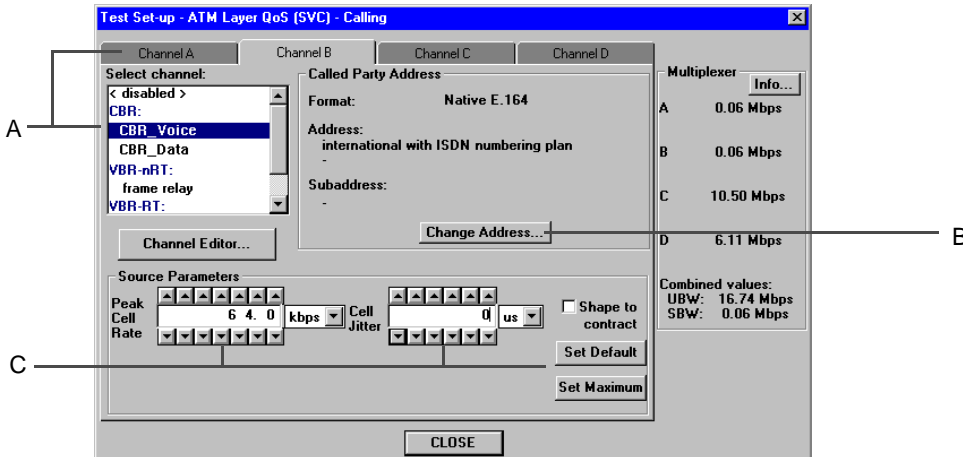 Test Set-up - ATM Layer QoS (SVC) - Calling
Channel A
Channel B
Channel C
Channel D
Select channel:
< disabled >
CBR:
CBR_Voice
CBR_Data
VBR-nRT:
frame relay
VBR-RT:
Channel Editor...
Called Party Address
Format: Native E.164
Address:
international with ISDN numbering plan
-
Subaddress:
-
Change Address...
Multiplexer
Info...
A 0.06 Mbps
B 0.06 Mbps
C 10.50 Mbps
D 6.11 Mbps
Combined values:
UBW: 16.74 Mbps
SBW: 0.06 Mbps
Source Parameters
Peak
Cell
Rate
6 4. 0
kbps
Cell
Jitter
0
us
Shape to
contract
Set Default
Set Maximum
CLOSE
A
B
C